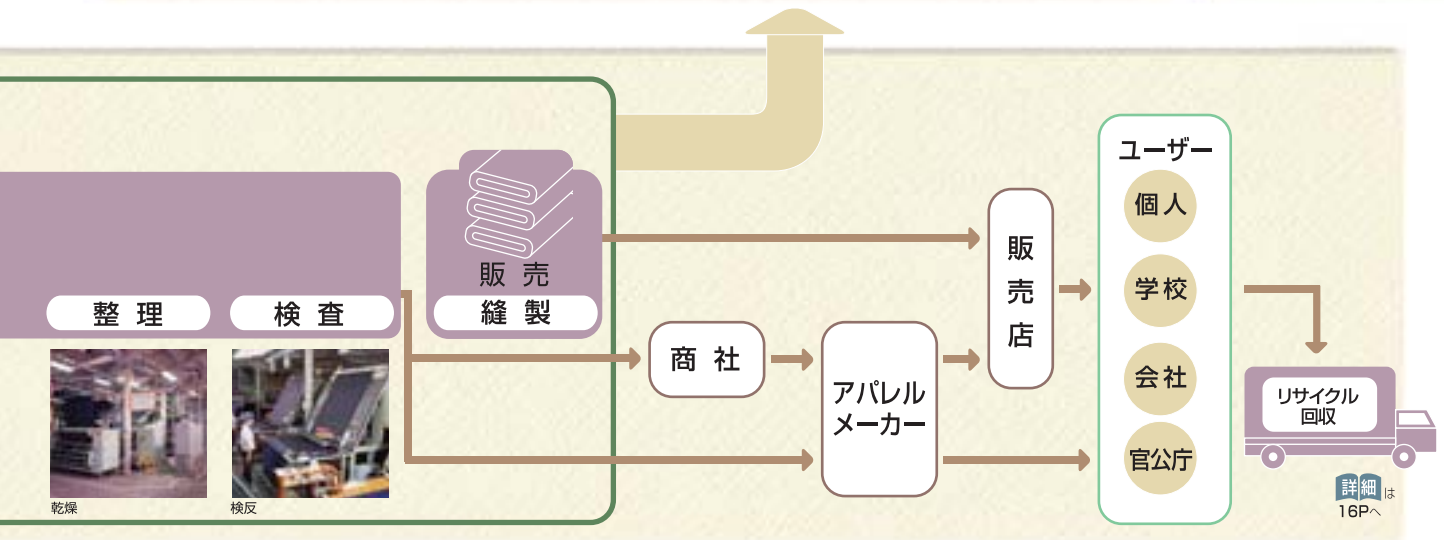 整理
検査
乾燥
検反
販売
縫製
商社
アパレル
メーカー
販売店
ユーザー
個人
学校
会社
官公庁
リサイクル
回収
詳細は
16Pへ